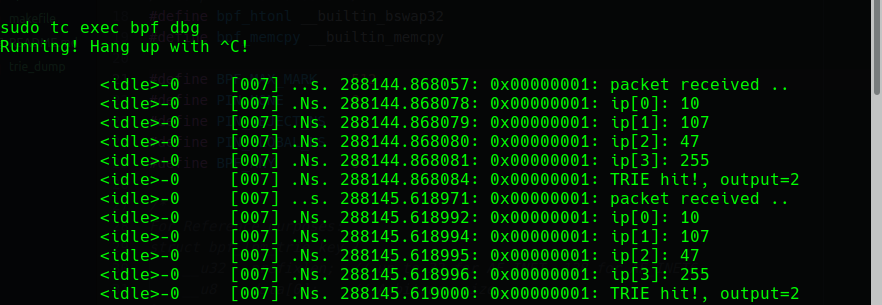 #define bpf_htonl __builtin_bswap32
sudo tc exec bpf dbg
bpf_memcpy __builtin_memcpy
Running! Hang up with ^C!
trie_dump
<idle>-0     [007] ..s. 288144.868057: 0x00000001: packet received ..
<idle>-0     [007] .Ns. 288144.868078: 0x00000001: ip[0]: 10
<idle>-0     [007] .Ns. 288144.868079: 0x00000001: ip[1]: 107
<idle>-0     [007] .Ns. 288144.868080: 0x00000001: ip[2]: 47
<idle>-0     [007] .Ns. 288144.868081: 0x00000001: ip[3]: 255
<idle>-0     [007] .Ns. 288144.868084: 0x00000001: TRIE hit!, output=2
<idle>-0     [007] ..s. 288145.618971: 0x00000001: packet received ..
<idle>-0     [007] .Ns. 288145.618992: 0x00000001: ip[0]: 10
<idle>-0     [007] .Ns. 288145.618994: 0x00000001: ip[1]: 107
<idle>-0     [007] .Ns. 288145.618995: 0x00000001: ip[2]: 47
<idle>-0     [007] .Ns. 288145.618996: 0x00000001: ip[3]: 255
<idle>-0     [007] .Ns. 288145.619000: 0x00000001: TRIE hit!, output=2